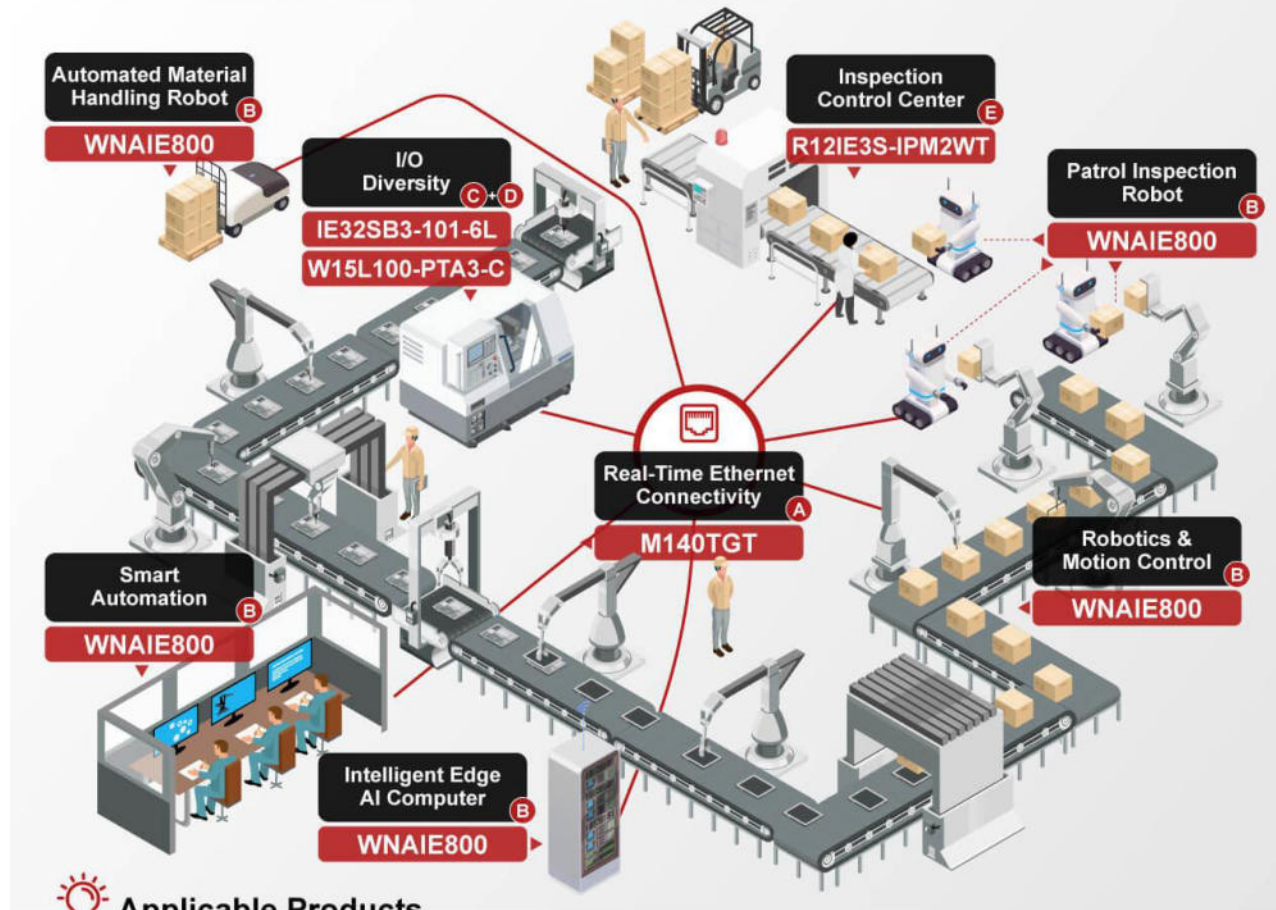 Automated Material
Handling Robot
B
WNAIE800
I/O
Diversity
C+D
IE32SB3-101-6L
W15L100-PTA3-C
Inspection
Control Center
E
R12IE3S-IPM2WT
Patrol Inspection
Robot
B
WNAIE800
Real-Time Ethernet
Connectivity
A
M140TGT
Robotics &
Motion Control
B
WNAIE800
Smart
Automation
B
WNAIE800
Intelligent Edge
AI Computer
B
WNAIE800
Applicable Products